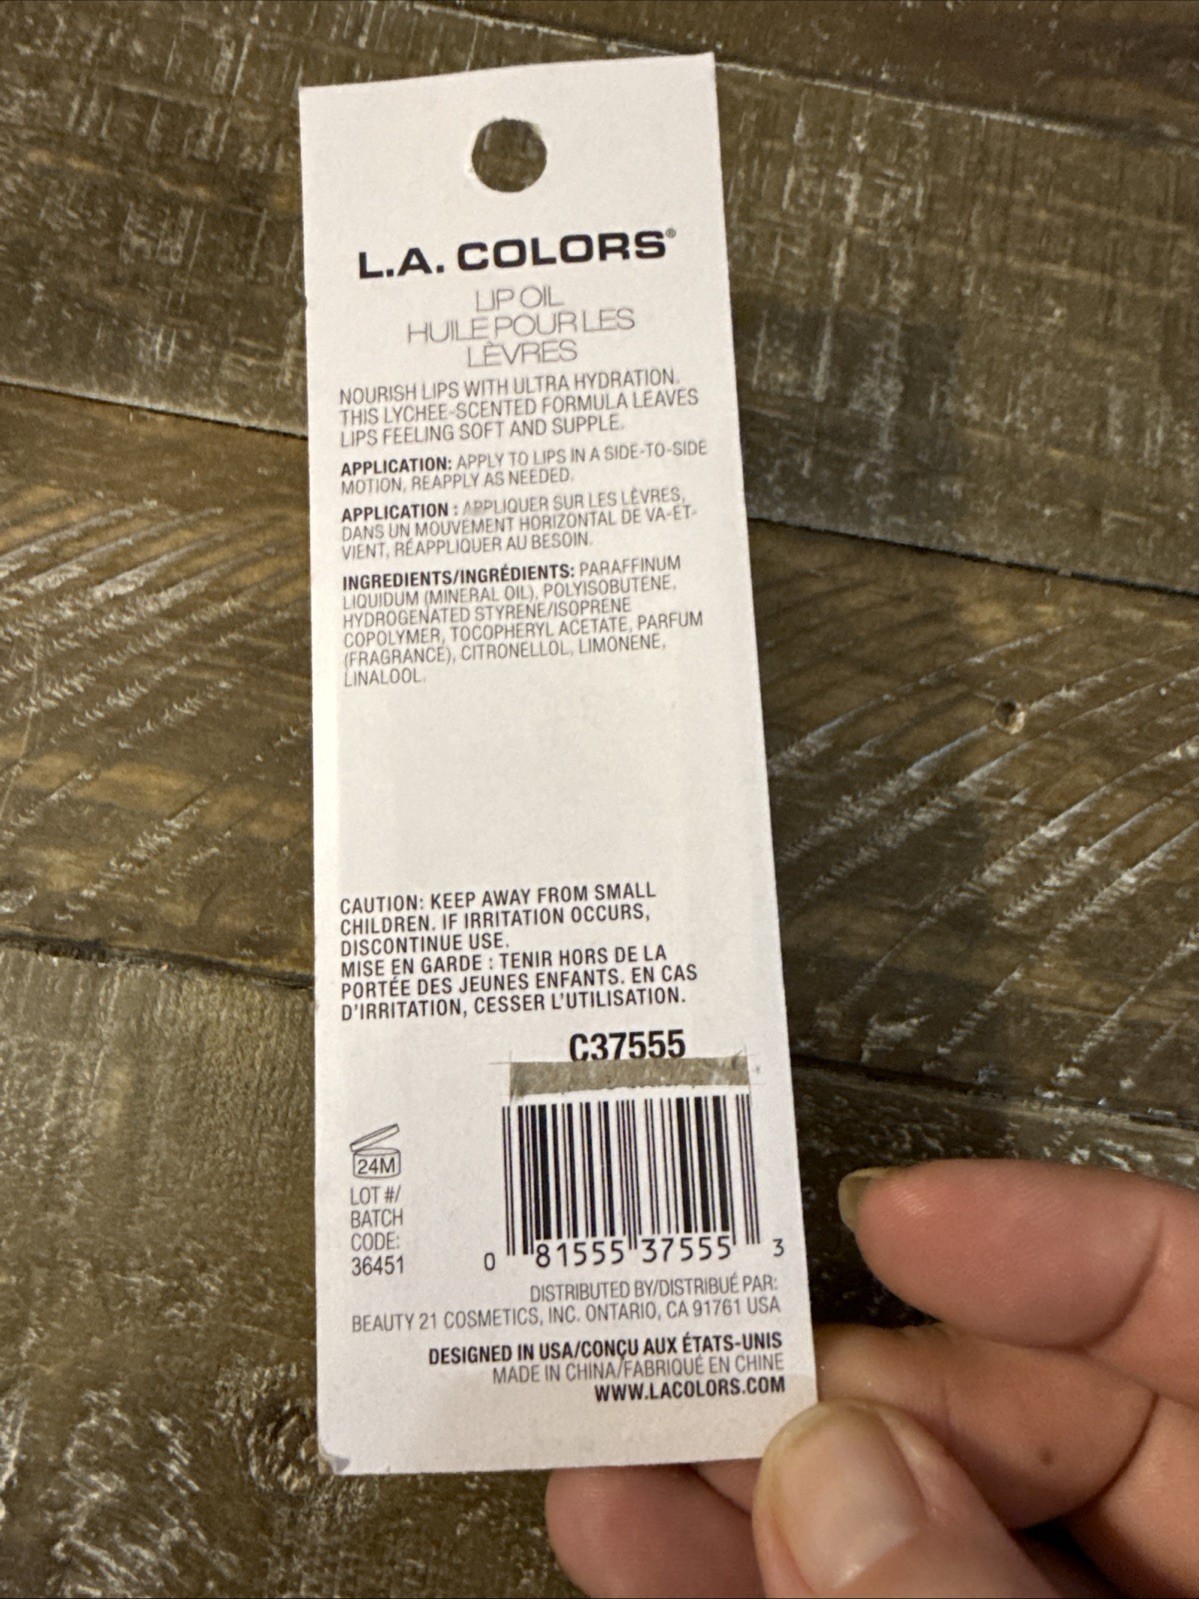 L.A. COLORS®
LIP OIL
HUILE POUR LES
LÈVRES
NOURISH LIPS WITH ULTRA HYDRATION.
THIS LYCHEE-SCENTED FORMULA LEAVES
LIPS FEELING SOFT AND SUPPLE.
APPLICATION: APPLY TO LIPS IN A SIDE-TO-SIDE
MOTION, REAPPLY AS NEEDED.
APPLICATION : APPLIQUER SUR LES LÈVRES,
DANS UN MOUVEMENT HORIZONTAL DE VA-ET-
VIENT, RÉAPPLIQUER AU BESOIN.
INGREDIENTS/INGRÉDIENTS: PARAFFINUM
LIQUIDUM (MINERAL OIL), POLYISOBUTENE,
HYDROGENATED STYRENE/ISOPRENE
COPOLYMER, TOCOPHERYL ACETATE, PARFUM
(FRAGRANCE), CITRONELLOL, LIMONENE,
LINALOOL.
CAUTION: KEEP AWAY FROM SMALL
CHILDREN. IF IRRITATION OCCURS,
DISCONTINUE USE.
MISE EN GARDE : TENIR HORS DE LA
PORTÉE DES JEUNES ENFANTS. EN CAS
D'IRRITATION, CESSER L'UTILISATION.
C37555
24M
LOT #/
BATCH
CODE:
36451
0 81555 37555 3
DISTRIBUTED BY/DISTRIBUÉ PAR:
BEAUTY 21 COSMETICS, INC. ONTARIO, CA 91761 USA
DESIGNED IN USA/CONÇU AUX ÉTATS-UNIS
MADE IN CHINA/FABRIQUÉ EN CHINE
WWW.LACOLORS.COM